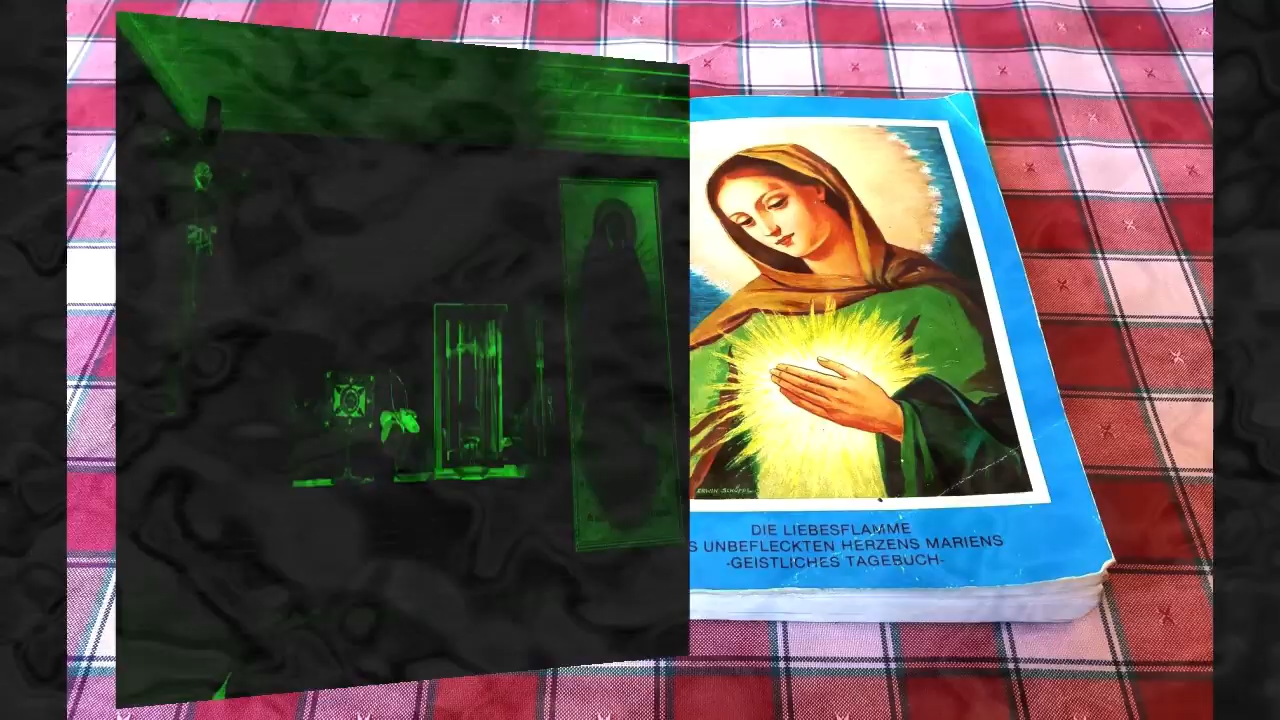 DIE LIEBESFLAMME
S UNBEFLECKTEN HERZENS MARIENS
-GEISTLICHES TAGEBUCH-